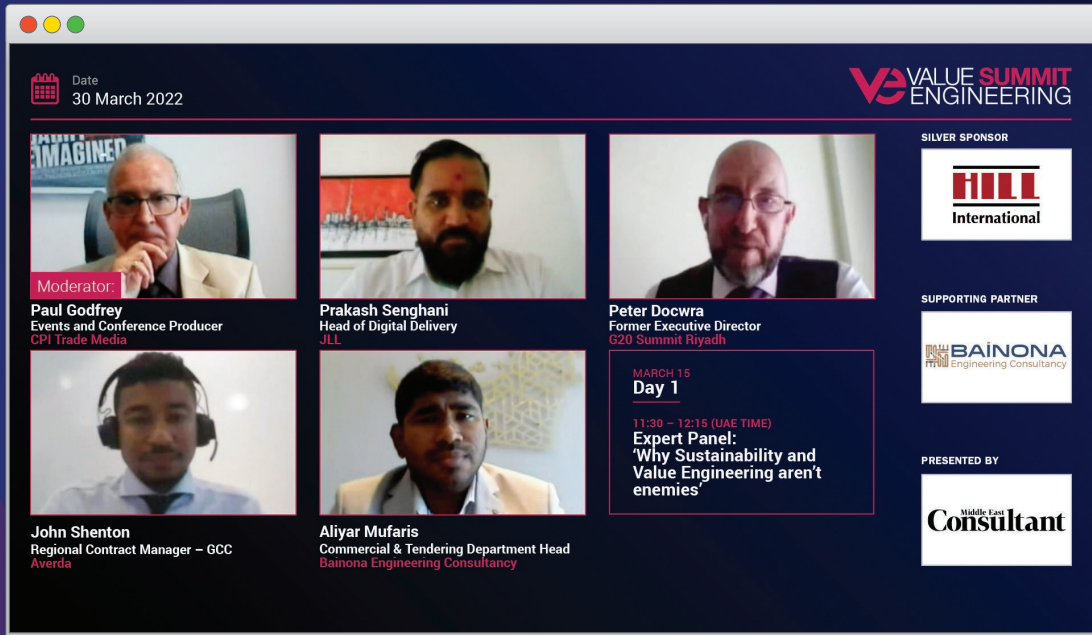 Date
30 March 2022
VALUE SUMMIT
ENGINEERING
EIMAGINED
Moderator:
Paul Godfrey
Events and Conference Producer
CPI Trade Media
Prakash Senghani
Head of Digital Delivery
JLL
Peter Docwra
Former Executive Director
G20 Summit Riyadh
John Shenton
Regional Contract Manager – GCC
Averda
Aliyar Mufaris
Commercial & Tendering Department Head
Bainona Engineering Consultancy
MARCH 15
Day 1
11:30 – 12:15 (UAE TIME)
Expert Panel:
‘Why Sustainability and
Value Engineering aren’t
enemies’
SILVER SPONSOR
HILL
International
SUPPORTING PARTNER
BAINONA
Engineering Consultancy
PRESENTED BY
Middle East
Consultant